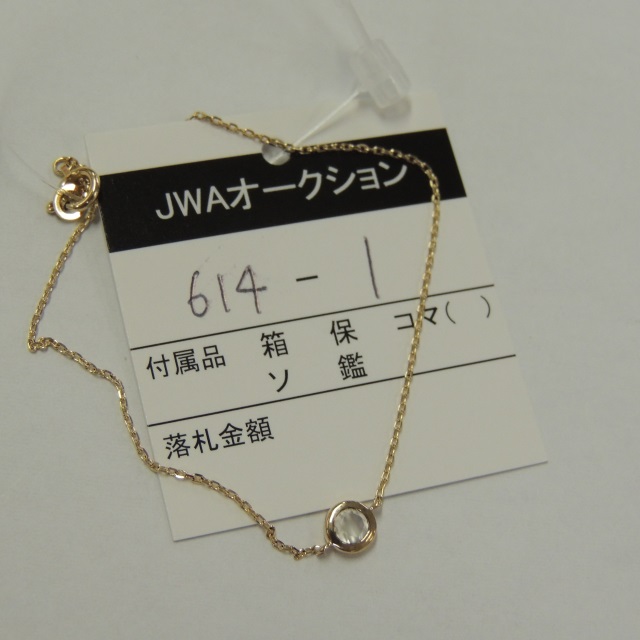 JWAオークション
614 - 1
付属品 箱 保 コマ( )
ソ 鑑
落札金額